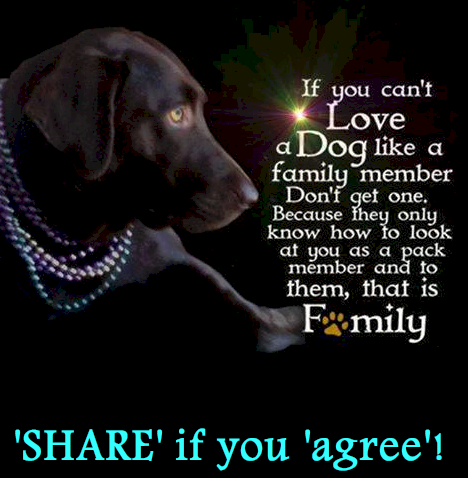 If you can't
Love
a Dog like a
family member
Don't get one.
Because they only
know how to look
at you as a pack
member and to
them, that is
Family
'SHARE' if you 'agree'!